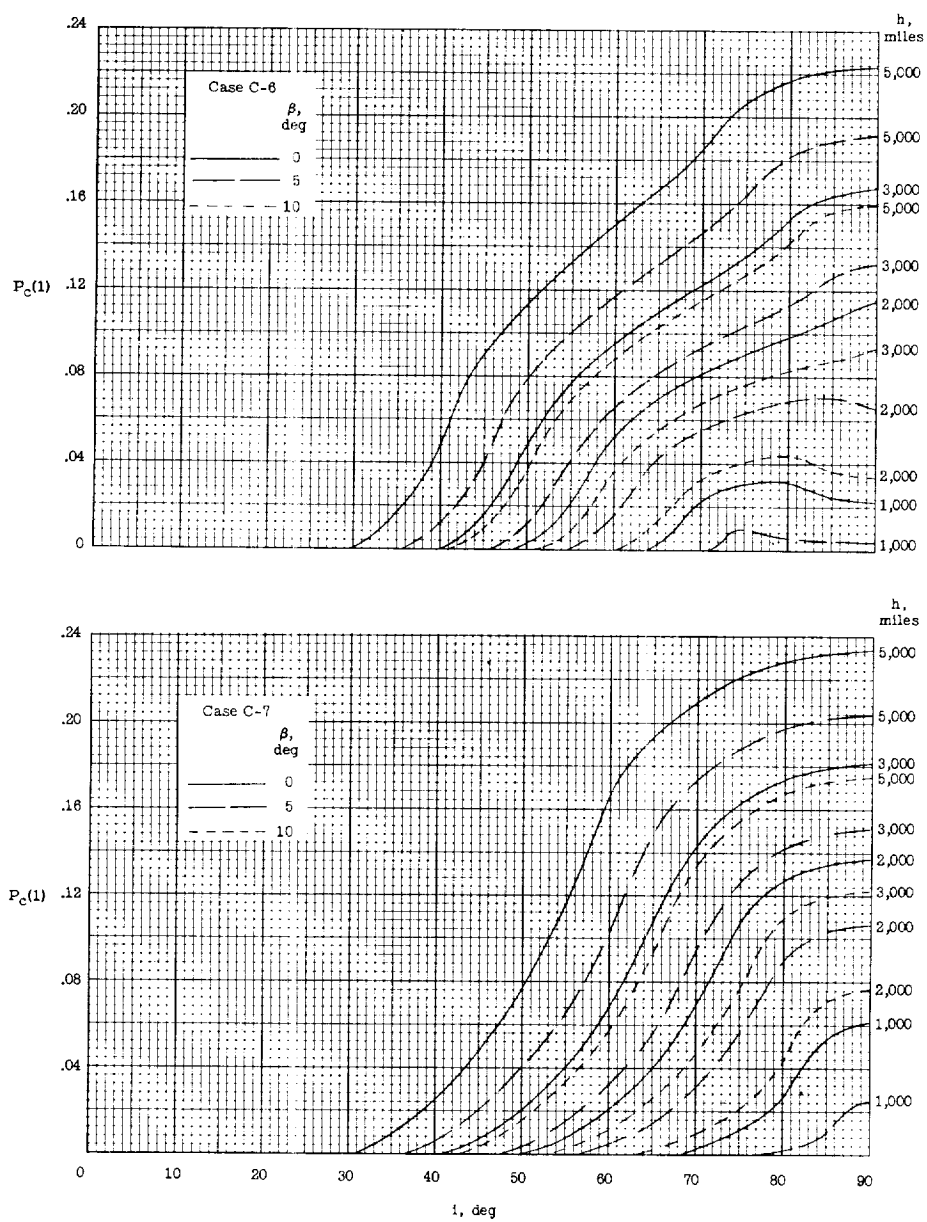 h,
miles
.24
.20
.16
.12
.08
.04
0
P_c(1)
Case C-6
β,
deg
0
5
10
5,000
5,000
3,000
5,000
3,000
2,000
3,000
2,000
2,000
1,000
1,000
h,
miles
.24
.20
.16
.12
.08
.04
P_c(1)
Case C-7
β,
deg
0
5
10
5,000
5,000
3,000
5,000
3,000
2,000
3,000
2,000
2,000
1,000
1,000
0 10 20 30 40 50 60 70 80 90
i, deg